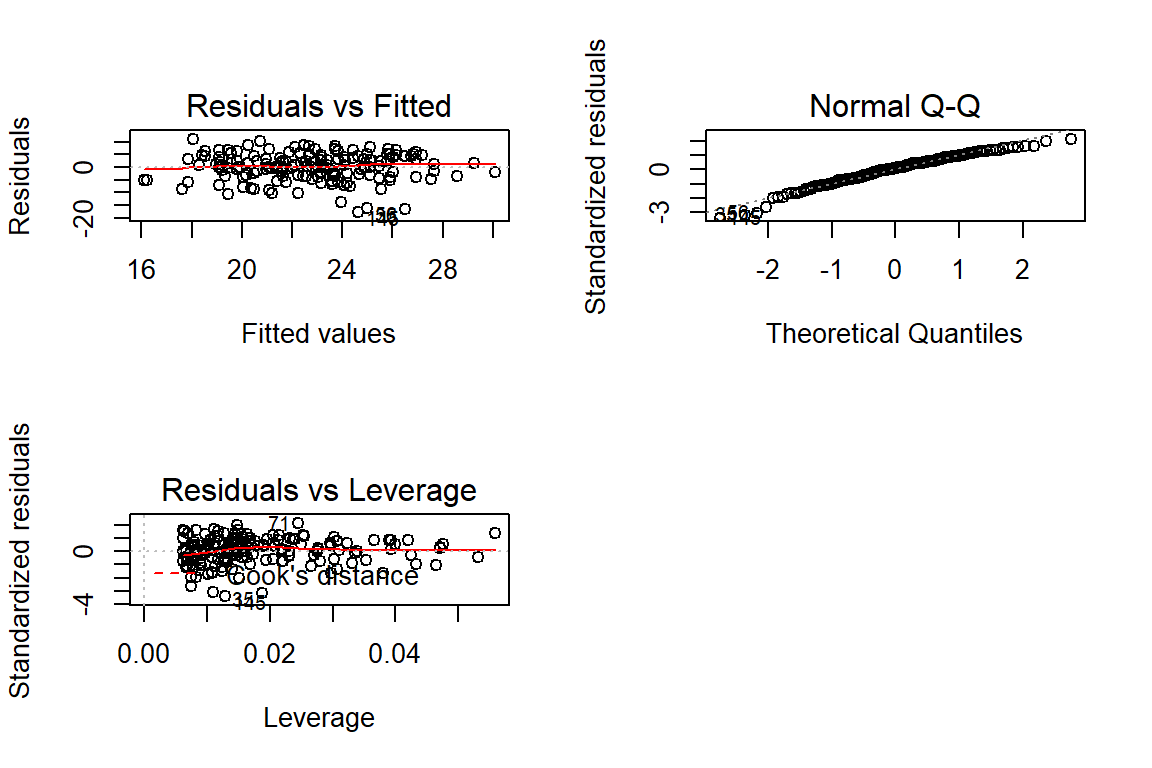 Residuals vs Fitted
Residuals
0
-20
16 20 24 28
Fitted values
Normal Q-Q
Standardized residuals
0
-3
-2 -1 0 1 2
Theoretical Quantiles
Residuals vs Leverage
Standardized residuals
0
-4
71
Cook's distance
145
0.00 0.02 0.04
Leverage